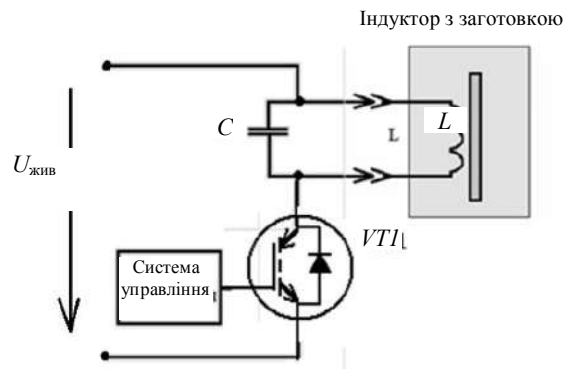 Індуктор з заготовкою
C
L
L
Uжив
VT1
Система
управління